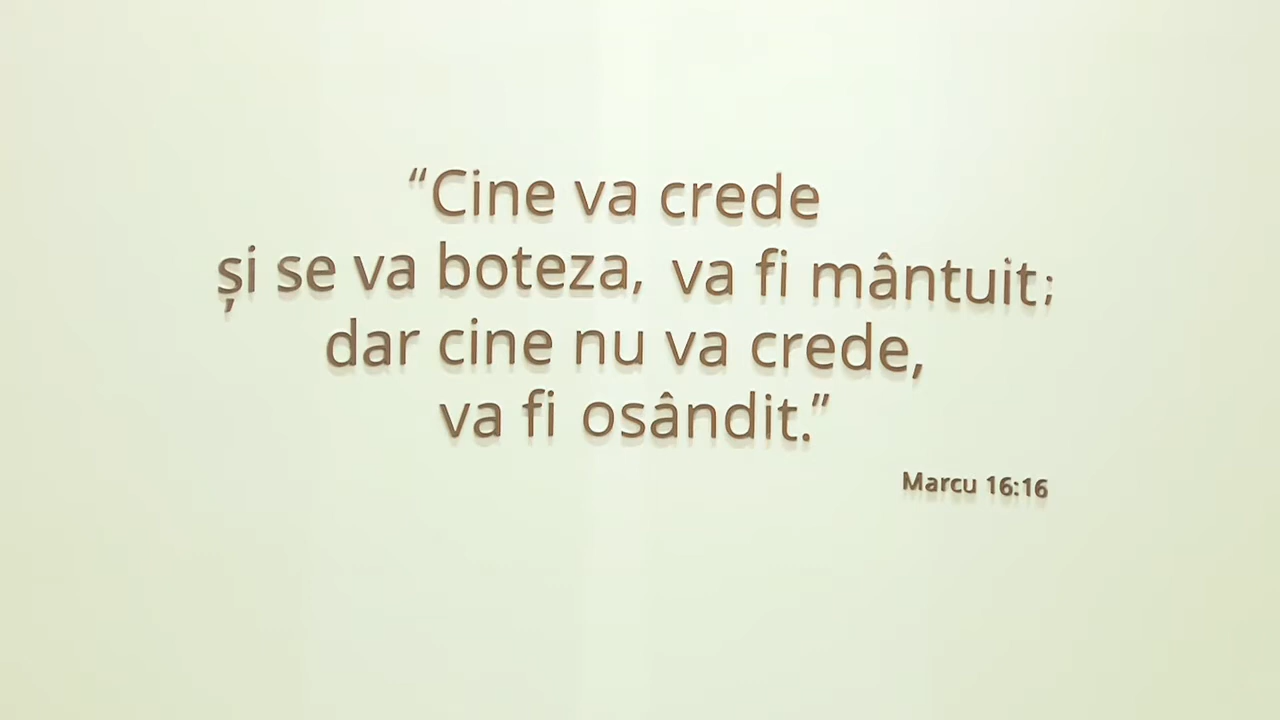 “Cine va crede
și se va boteza, va fi mântuit;
dar cine nu va crede,
va fi osândit.”
Marcu 16:16